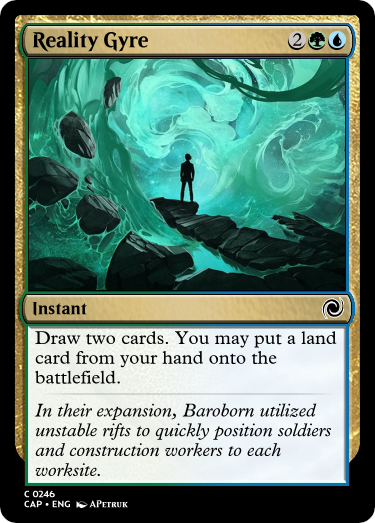 Reality Gyre 2
Instant
Draw two cards. You may put a land
card from your hand onto the
battlefield.
In their expansion, Baroborn utilized
unstable rifts to quickly position soldiers
and construction workers to each
worksite.
C 0246
CAP • ENG APetruk